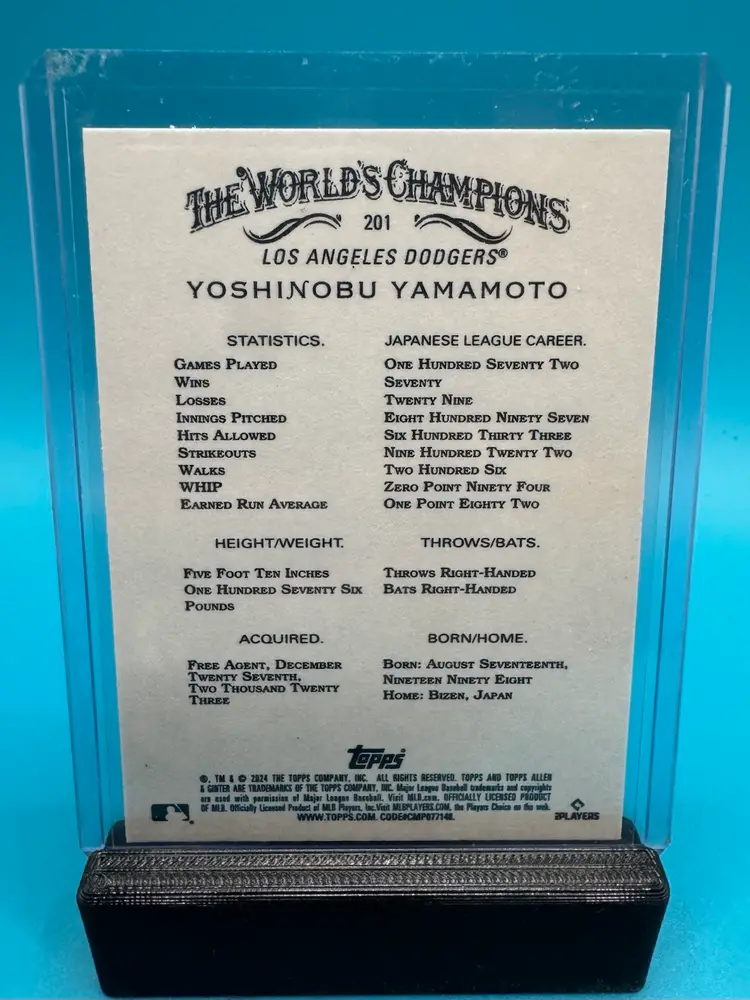 THE WORLD'S CHAMPIONS
201
LOS ANGELES DODGERS®
YOSHINOBU YAMAMOTO
STATISTICS. JAPANESE LEAGUE CAREER.
GAMES PLAYED ONE HUNDRED SEVENTY TWO
WINS SEVENTY
LOSSES TWENTY NINE
INNINGS PITCHED EIGHT HUNDRED NINETY SEVEN
HITS ALLOWED SIX HUNDRED THIRTY THREE
STRIKEOUTS NINE HUNDRED TWENTY TWO
WALKS TWO HUNDRED SIX
WHIP ZERO POINT NINETY FOUR
EARNED RUN AVERAGE ONE POINT EIGHTY TWO
HEIGHT/WEIGHT. THROWS/BATS.
FIVE FOOT TEN INCHES THROWS RIGHT-HANDED
ONE HUNDRED SEVENTY SIX BATS RIGHT-HANDED
POUNDS
ACQUIRED. BORN/HOME.
FREE AGENT, DECEMBER
TWENTY SEVENTH,
TWO THOUSAND TWENTY
THREE
BORN: AUGUST SEVENTEENTH,
NINETEEN NINETY EIGHT
HOME: BIZEN, JAPAN
Topps
®, TM & © 2024 THE TOPPS COMPANY, INC. ALL RIGHTS RESERVED. TOPPS AND TOPPS ALLEN
& GINTER ARE TRADEMARKS OF THE TOPPS COMPANY, INC. Major League Baseball trademarks and copyrights
are used with permission of Major League Baseball. Visit MLB.com. OFFICIALLY LICENSED PRODUCT
OF MLB. Officially Licensed Product of MLB Players, Inc. Visit MLBPLAYERS.COM, the Players Choice on the web.
WWW.TOPPS.COM. CODE#CMP077148.
PLAYERS